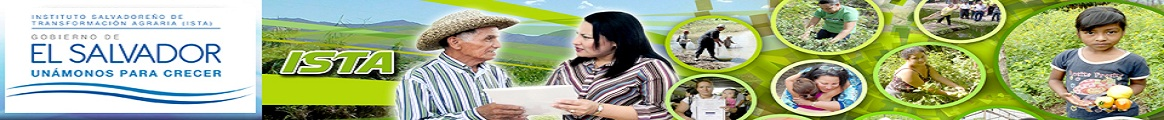 INSTITUTO SALVADOREÑO DE
TRANSFORMACIÓN AGRARIA (ISTA)
GOBIERNO DE
EL SALVADOR
UNÁMONOS PARA CRECER
ISTA